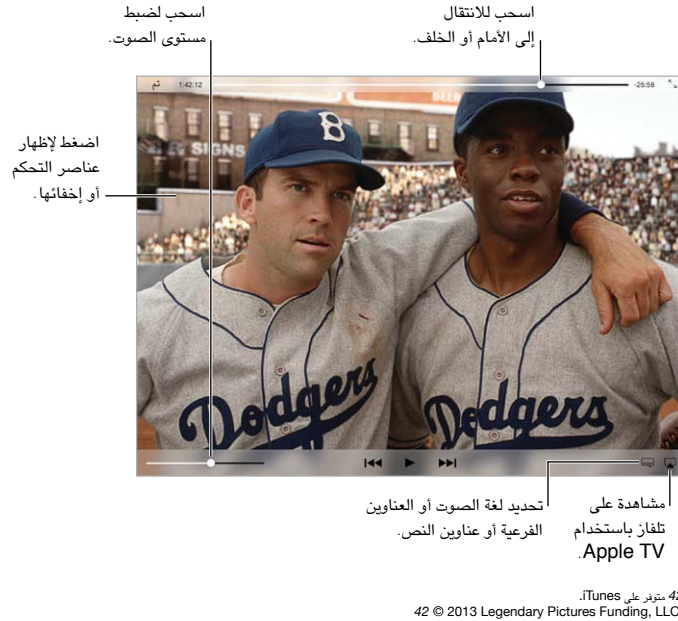 اسحب لضبط
مستوى الصوت.
اسحب للانتقال
إلى الأمام أو الخلف.
تم
1:42:12
-25:58
اضغط لإظهار
عناصر التحكم
أو إخفائها.
B
SIGNS
Dodgers
Dodgers
تحديد لغة الصوت أو العناوين
الفرعية أو عناوين النص.
مشاهدة على
تلفاز باستخدام
Apple TV.
42 متوفر على iTunes.
42 © 2013 Legendary Pictures Funding, LLC